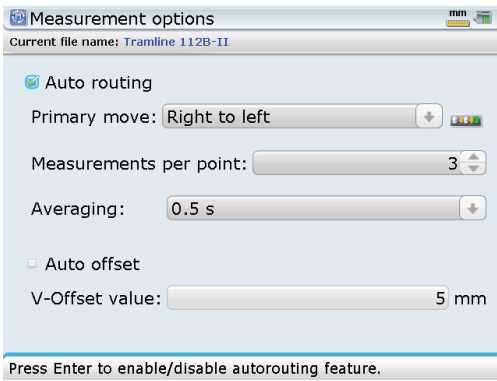 Measurement options
mm
Current file name: Tramline 112B-II
Auto routing
Primary move: Right to left
Measurements per point: 3
Averaging: 0.5 s
Auto offset
V-Offset value: 5 mm
Press Enter to enable/disable autorouting feature.